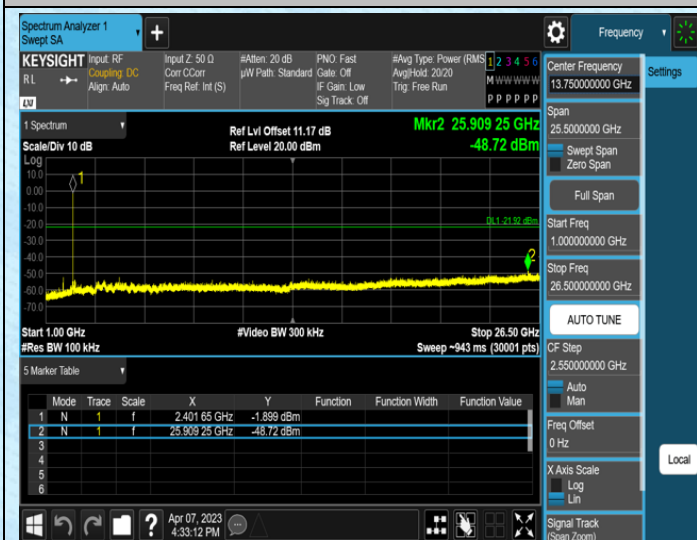 Spectrum Analyzer 1
Swept SA
+
Frequency
KEYSIGHT
R L
LXI
Input: RF
Coupling: DC
Align: Auto
Input Z: 50 Ω
Corr CCorr
Freq Ref: Int (S)
#Atten: 20 dB
µW Path: Standard
PNO: Fast
Gate: Off
IF Gain: Low
Sig Track: Off
#Avg Type: Power (RMS
Avg|Hold: 20/20
Trig: Free Run
1 2 3 4 5 6
M W W W W W
P P P P P P
1 Spectrum
Scale/Div 10 dB
Ref Lvl Offset 11.17 dB
Ref Level 20.00 dBm
Mkr2 25.909 25 GHz
-48.72 dBm
Log
10.0
0.00
-10.0
-20.0
-30.0
-40.0
-50.0
-60.0
-70.0
1
DL1 -21.92 dBm
2
Start 1.00 GHz
#Video BW 300 kHz
Stop 26.50 GHz
#Res BW 100 kHz
Sweep ~943 ms (30001 pts)
5 Marker Table
Mode Trace Scale X Y Function Function Width Function Value
1 N 1 f 2.401 65 GHz -1.899 dBm
2 N 1 f 25.909 25 GHz -48.72 dBm
3
4
5
6
?
Apr 07, 2023
4:33:12 PM
Center Frequency
13.750000000 GHz
Settings
Span
25.5000000 GHz
Swept Span
Zero Span
Full Span
Start Freq
1.000000000 GHz
Stop Freq
26.500000000 GHz
AUTO TUNE
CF Step
2.550000000 GHz
Auto
Man
Freq Offset
0 Hz
X Axis Scale
Log
Lin
Local
Signal Track
(Span Zoom)